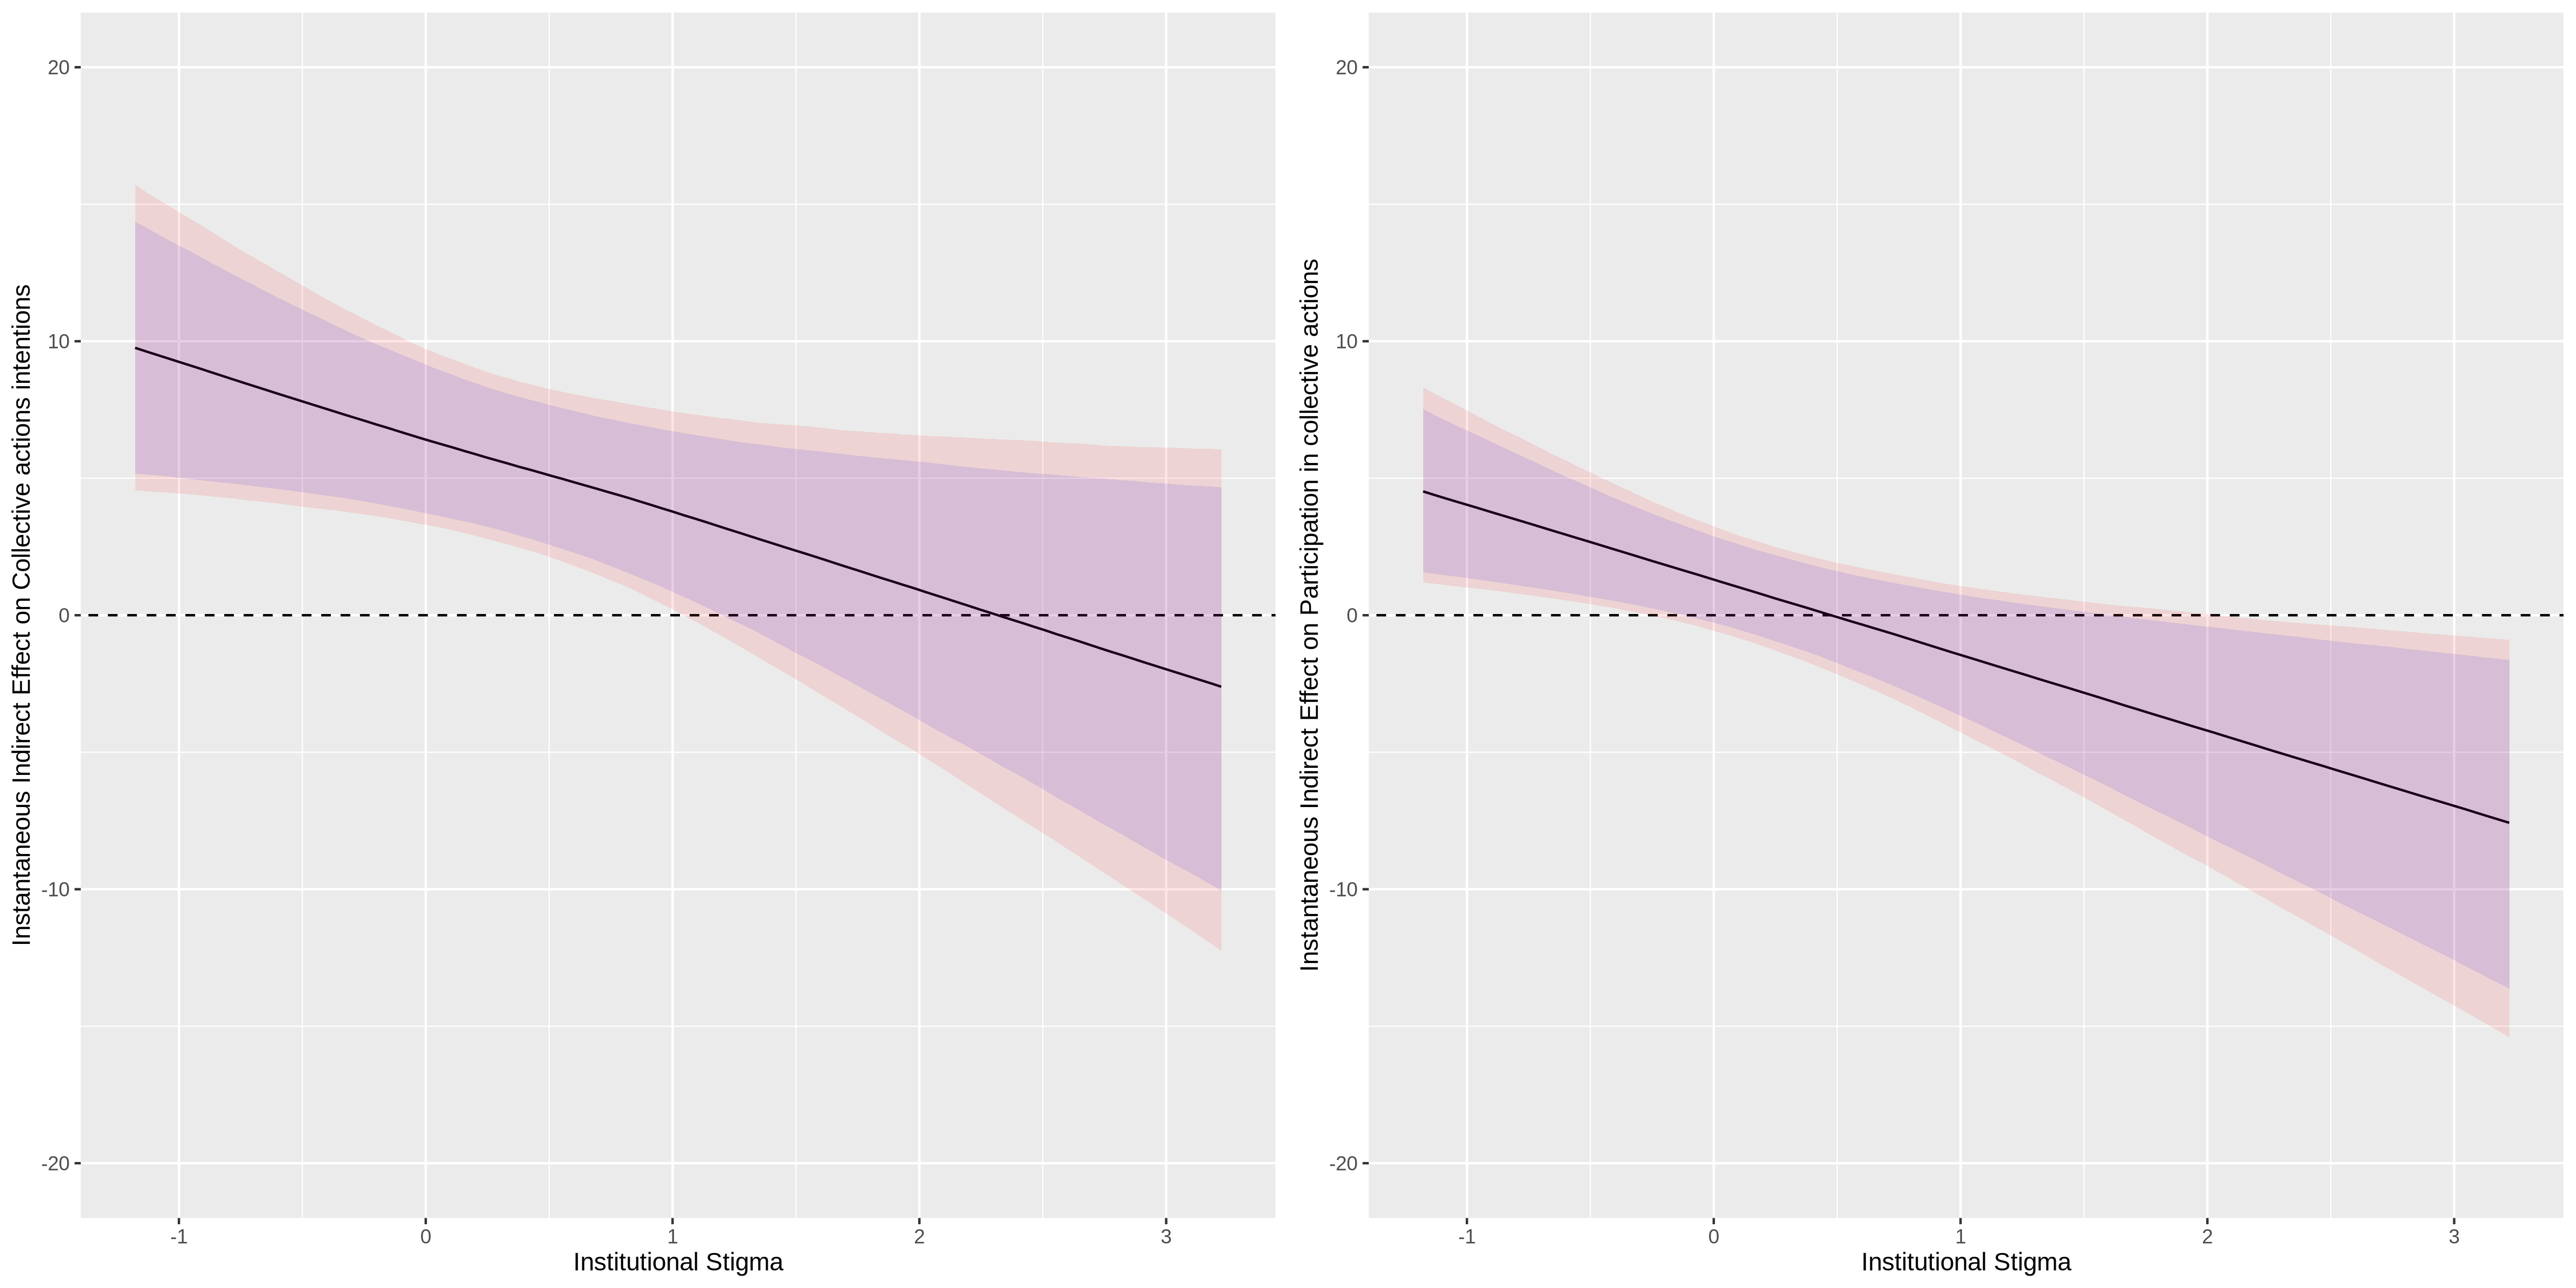 Instantaneous Indirect Effect on Collective actions intentions
20
10
0
-10
-20
-1 0 1 2 3
Institutional Stigma
Instantaneous Indirect Effect on Participation in collective actions
20
10
0
-10
-20
-1 0 1 2 3
Institutional Stigma